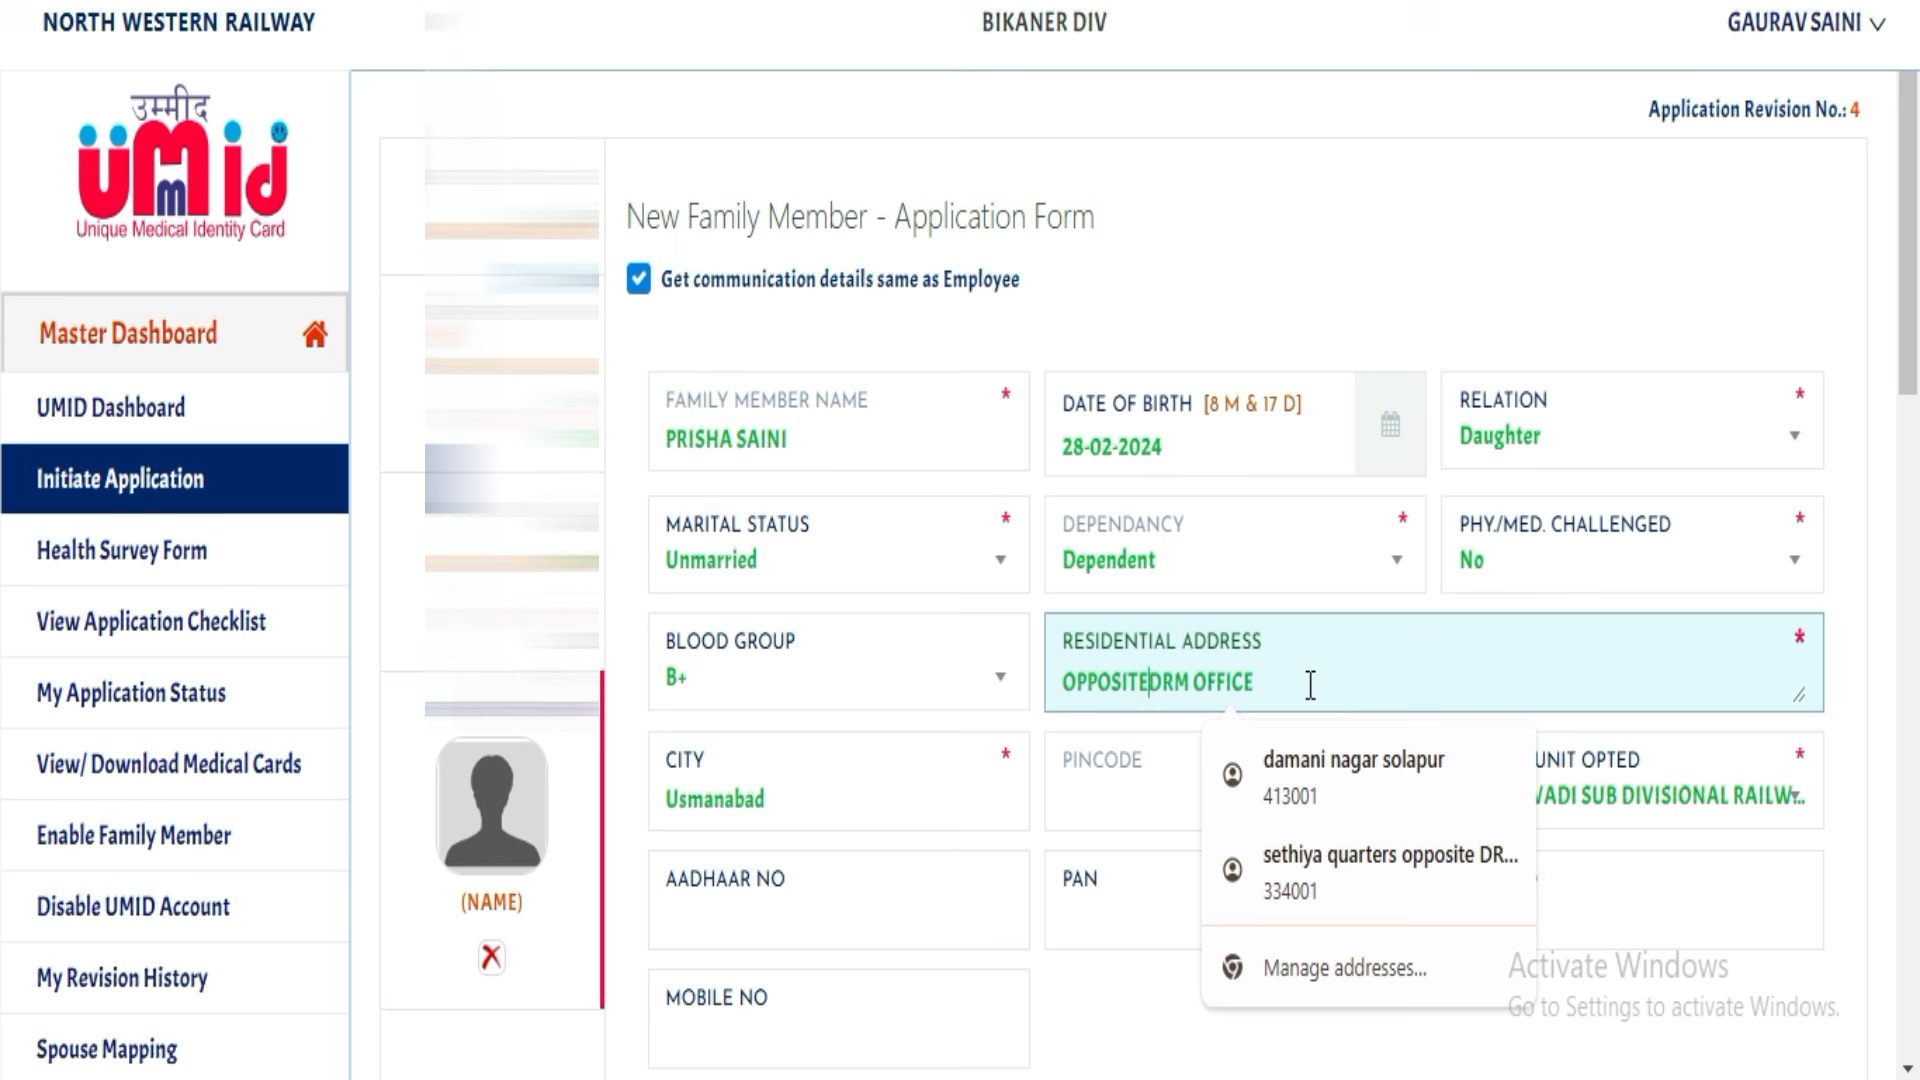 NORTH WESTERN RAILWAY
BIKANER DIV
GAURAV SAINI
उम्मीद
UMMID
Unique Medical Identity Card
Application Revision No.: 4
Master Dashboard
UMID Dashboard
Initiate Application
Health Survey Form
View Application Checklist
My Application Status
View/ Download Medical Cards
Enable Family Member
Disable UMID Account
My Revision History
Spouse Mapping
(NAME)
New Family Member - Application Form
Get communication details same as Employee
FAMILY MEMBER NAME *
PRISHA SAINI
DATE OF BIRTH [8 M & 17 D]
28-02-2024
RELATION *
Daughter
MARITAL STATUS *
Unmarried
DEPENDANCY *
Dependent
PHY./MED. CHALLENGED *
No
BLOOD GROUP
B+
RESIDENTIAL ADDRESS *
OPPOSITEDRM OFFICE
CITY *
Usmanabad
PINCODE
UNIT OPTED *
VADI SUB DIVISIONAL RAILW...
damani nagar solapur
413001
sethiya quarters opposite DR...
334001
Manage addresses...
AADHAAR NO
PAN
MOBILE NO
Activate Windows
Go to Settings to activate Windows.